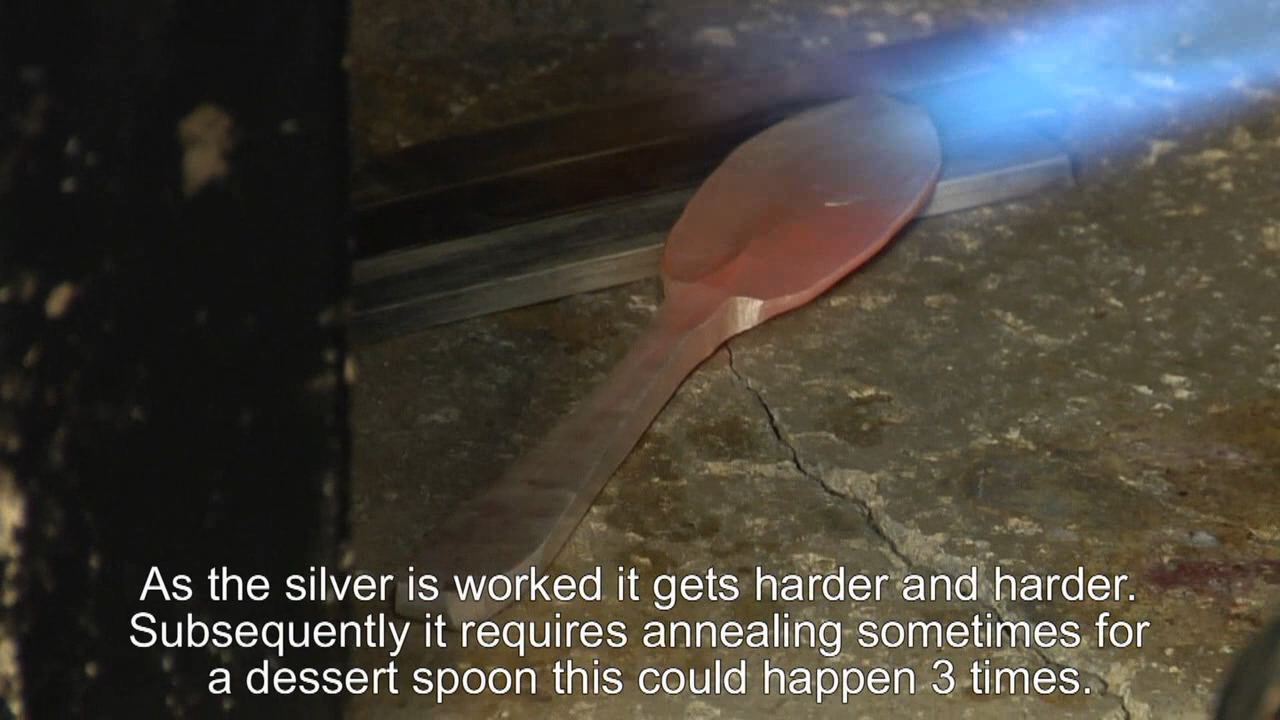 As the silver is worked it gets harder and harder.
Subsequently it requires annealing sometimes for
a dessert spoon this could happen 3 times.